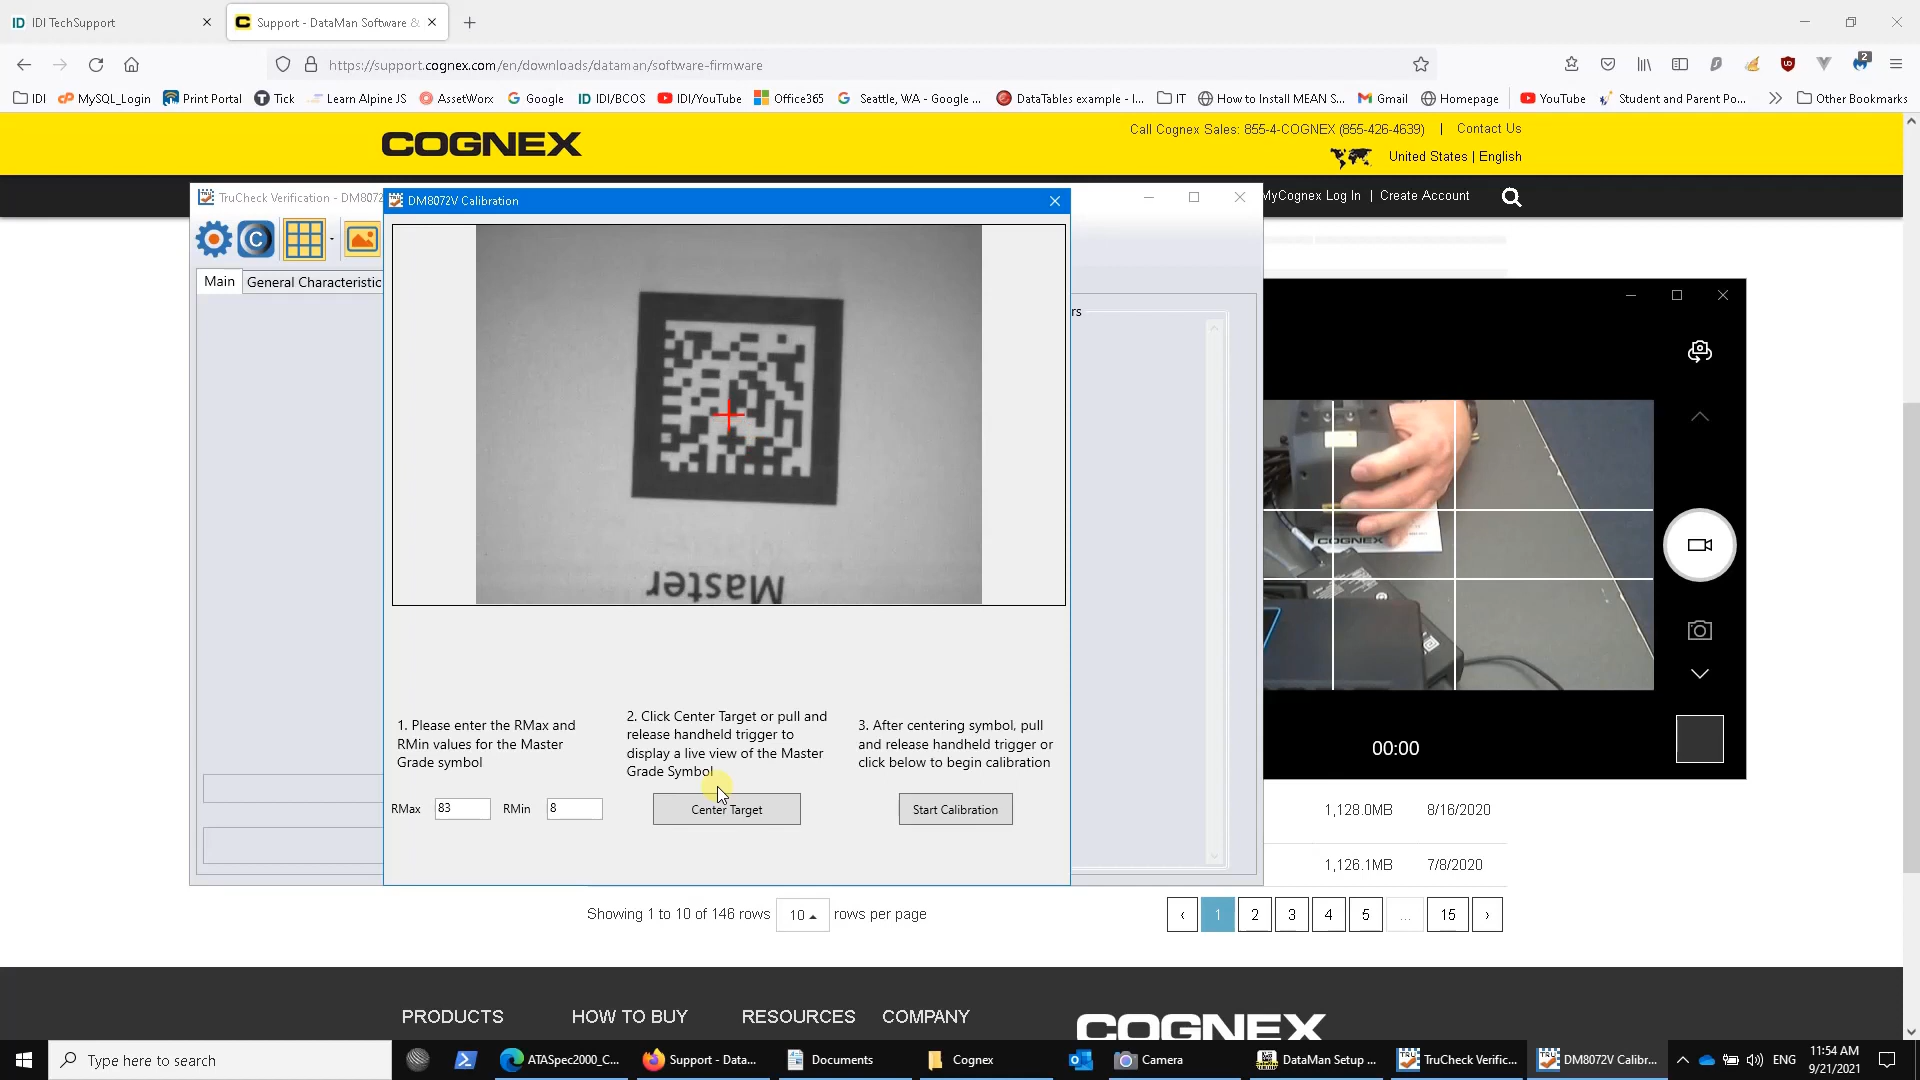 IDI TechSupport
Support - DataMan Software &
https://support.cognex.com/en/downloads/dataman/software-firmware
2
IDI
MySQL_Login
Print Portal
Tick
Learn Alpine JS
AssetWorx
Google
IDI/BCOS
IDI/YouTube
Office365
Seattle, WA - Google ...
DataTables example - I...
IT
How to Install MEAN S...
Gmail
Homepage
YouTube
Student and Parent Po...
Other Bookmarks
COGNEX
Call Cognex Sales: 855-4-COGNEX (855-426-4639) | Contact Us
United States | English
MyCognex Log In | Create Account
TruCheck Verification - DM8072
DM8072V Calibration
Main
General Characteristic
rs
Master
COGNEX
1. Please enter the RMax and
RMin values for the Master
Grade symbol
2. Click Center Target or pull and
release handheld trigger to
display a live view of the Master
Grade Symbol
3. After centering symbol, pull
and release handheld trigger or
click below to begin calibration
RMax 83 RMin 8
Center Target
Start Calibration
00:00
1,128.0MB 8/16/2020
1,126.1MB 7/8/2020
Showing 1 to 10 of 146 rows 10 rows per page
‹ 1 2 3 4 5 ... 15 ›
PRODUCTS HOW TO BUY RESOURCES COMPANY
COGNEX
Type here to search
ATASpec2000_C...
Support - Data...
Documents
Cognex
Camera
DataMan Setup ...
TruCheck Verific...
DM8072V Calibr...
ENG
11:54 AM
9/21/2021